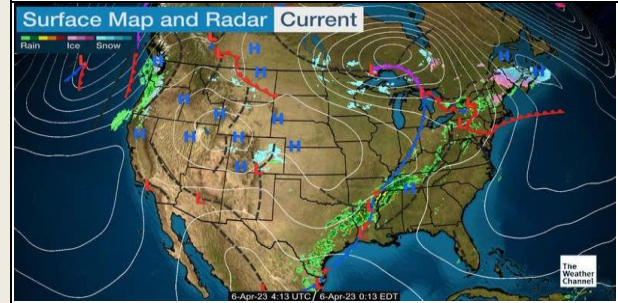 Surface Map and Radar Current
Rain Ice Snow
L H L H H
H L H
H H
H H
H H H H
H L H
L L
L
L
L L
6-Apr-23 4:13 UTC 6-Apr-23 0:13 EDT
The
Weather
Channel